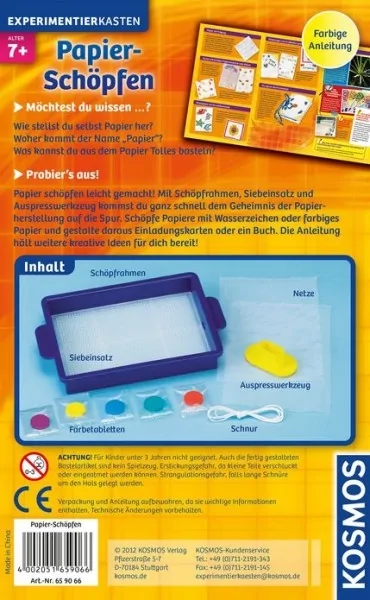 EXPERIMENTIERKASTEN
ALTER
7+
Papier-
Schöpfen
Farbige
Anleitung
Möchtest du wissen ...?
Wie stellst du selbst Papier her?
Woher kommt der Name „Papier"?
Was kannst du aus dem Papier Tolles basteln?
Probier's aus!
Papier schöpfen leicht gemacht! Mit Schöpfrahmen, Siebeinsatz und
Auspresswerkzeug kommst du ganz schnell dem Geheimnis der Papier-
herstellung auf die Spur. Schöpfe Papiere mit Wasserzeichen oder farbiges
Papier und gestalte daraus Einladungskarten oder ein Buch. Die Anleitung
hält weitere kreative Ideen für dich bereit!
Inhalt
Schöpfrahmen
Netze
Siebeinsatz
Auspresswerkzeug
Färbetabletten
Schnur
0-3
ACHTUNG! Für Kinder unter 3 Jahren nicht geeignet. Auch die fertig gestalteten
Bastelartikel sind kein Spielzeug. Erstickungsgefahr, da kleine Teile verschluckt
oder eingeatmet werden können. Strangulationsgefahr, falls lange Schnüre
um den Hals gelegt werden.
CE
Verpackung und Anleitung aufbewahren, da sie wichtige Informationen
enthalten. Technische Änderungen vorbehalten.
Made in China
Papier-Schöpfen
4 002051 659066
Art.-Nr. 65 90 66
© 2012 KOSMOS Verlag
Pfizerstraße 5-7
D-70184 Stuttgart
kosmos.de
KOSMOS-Kundenservice
Tel.: +49 (0)711-2191-343
Fax: +49 (0)711-2191-145
experimentierkasten@kosmos.de
KOSMOS